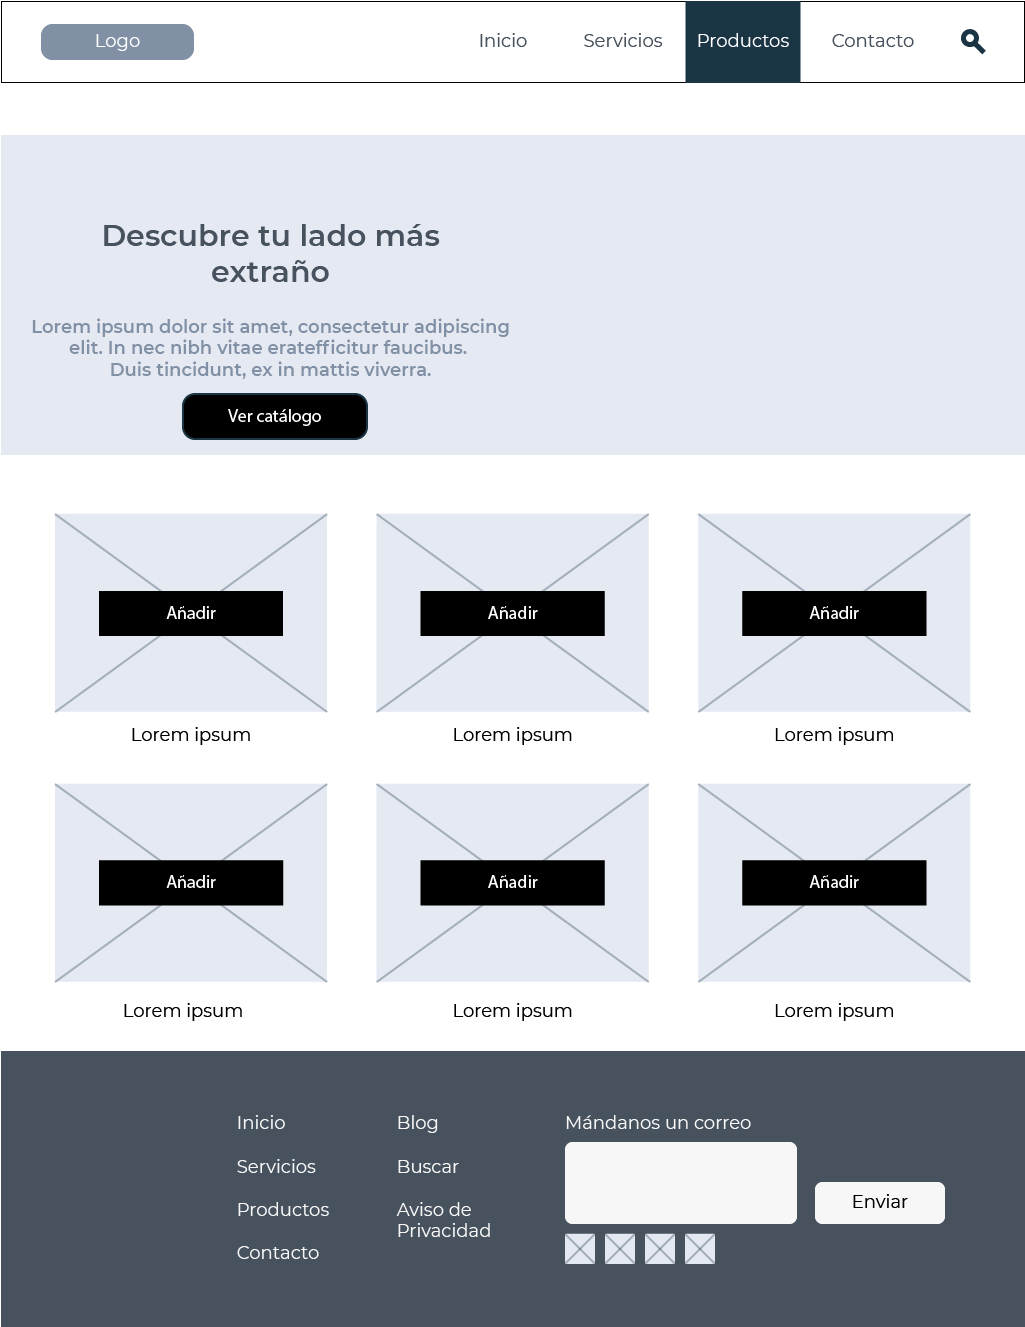 Logo
Inicio
Servicios
Productos
Contacto
Descubre tu lado más
extraño
Lorem ipsum dolor sit amet, consectetur adipiscing
elit. In nec nibh vitae eratefficitur faucibus.
Duis tincidunt, ex in mattis viverra.
Ver catálogo
Añadir
Añadir
Añadir
Lorem ipsum
Lorem ipsum
Lorem ipsum
Añadir
Añadir
Añadir
Lorem ipsum
Lorem ipsum
Lorem ipsum
Inicio
Servicios
Productos
Contacto
Blog
Buscar
Aviso de
Privacidad
Mándanos un correo
Enviar